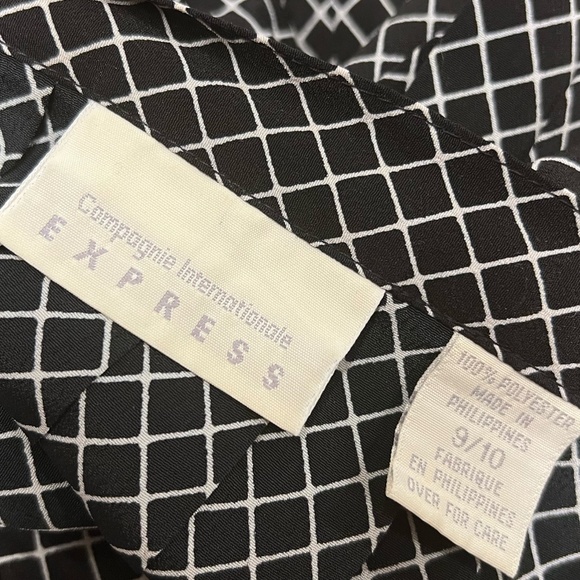 Compagnie Internationale
EXPRESS
100% POLYESTER
MADE IN
PHILIPPINES
9/10
FABRIQUE
EN PHILIPPINES
OVER FOR CARE